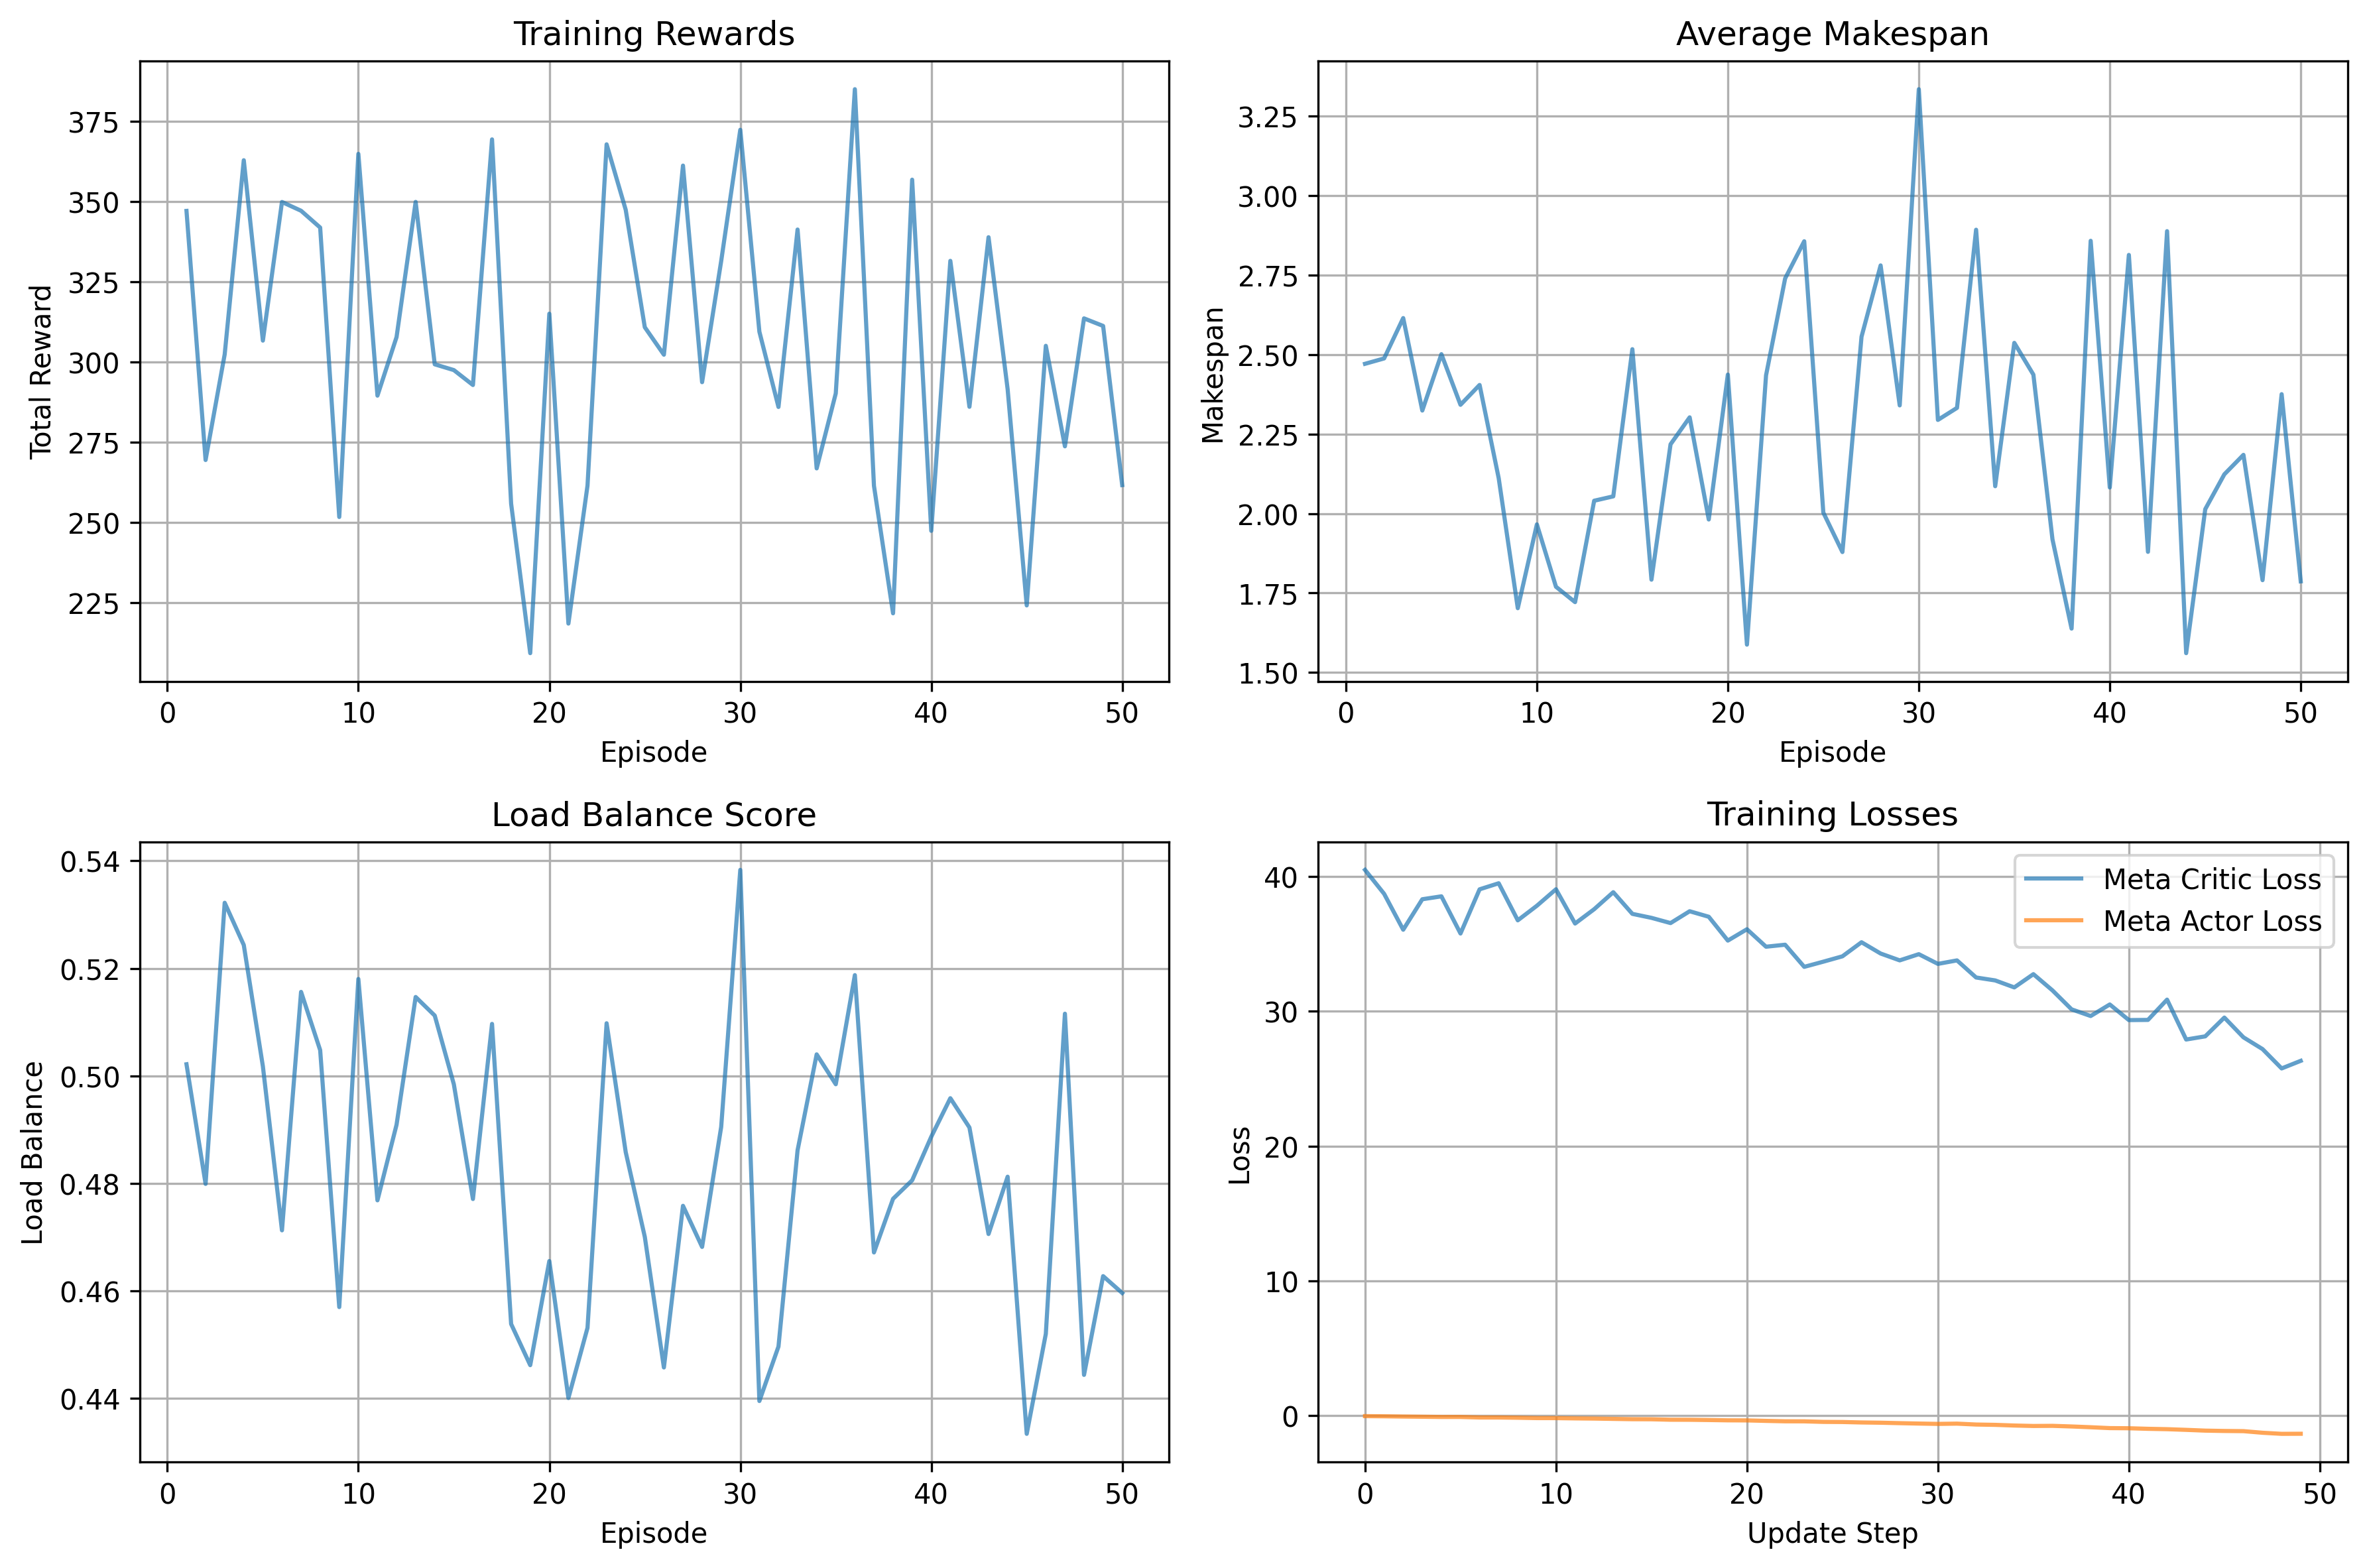 Training Rewards
Total Reward
375
350
325
300
275
250
225
0 10 20 30 40 50
Episode
Average Makespan
Makespan
3.25
3.00
2.75
2.50
2.25
2.00
1.75
1.50
0 10 20 30 40 50
Episode
Load Balance Score
Load Balance
0.54
0.52
0.50
0.48
0.46
0.44
0 10 20 30 40 50
Episode
Training Losses
Loss
40
30
20
10
0
Meta Critic Loss
Meta Actor Loss
0 10 20 30 40 50
Update Step